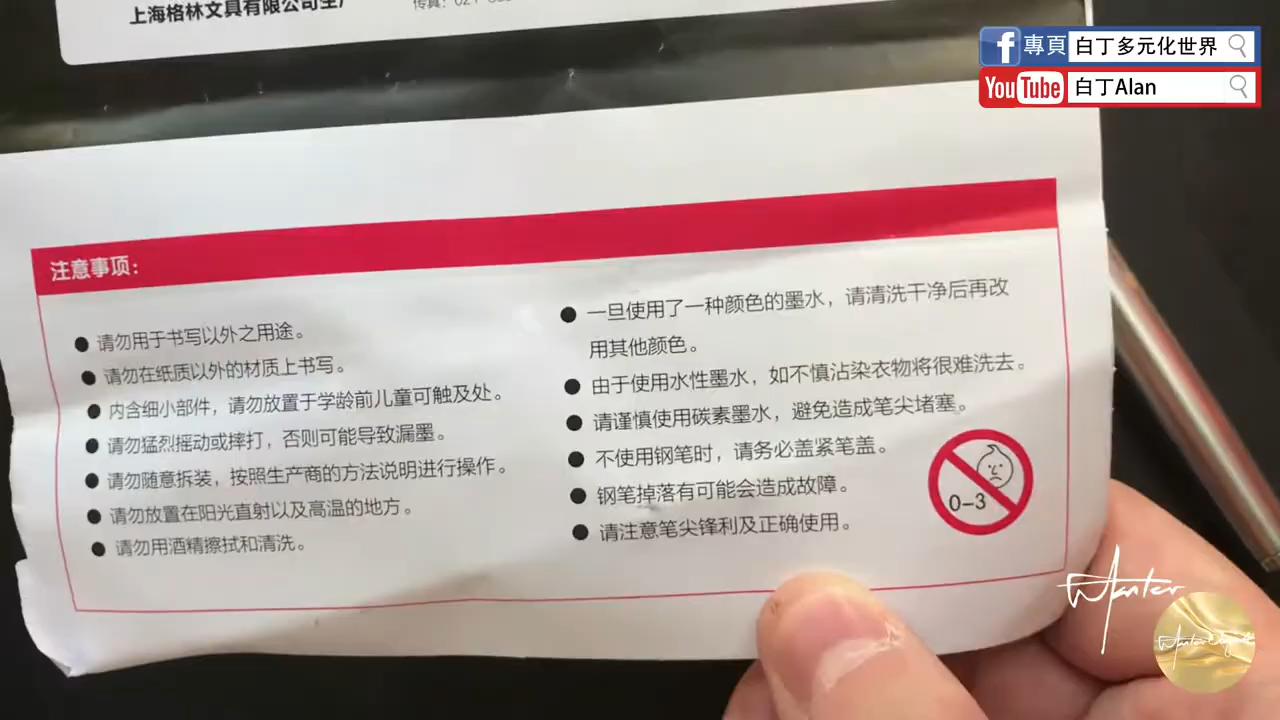 上海格林文具有限公司生产
传真：021-
專頁
白丁多元化世界
YouTube
白丁Alan
注意事项：
请勿用于书写以外之用途。
请勿在纸质以外的材质上书写。
内含细小部件，请勿放置于学龄前儿童可触及处。
请勿猛烈摇动或摔打，否则可能导致漏墨。
请勿随意拆装，按照生产商的方法说明进行操作。
请勿放置在阳光直射以及高温的地方。
请勿用酒精擦拭和清洗。
一旦使用了一种颜色的墨水，请清洗干净后再改
用其他颜色。
由于使用水性墨水，如不慎沾染衣物将很难洗去。
请谨慎使用碳素墨水，避免造成笔尖堵塞。
不使用钢笔时，请务必盖紧笔盖。
钢笔掉落有可能会造成故障。
请注意笔尖锋利及正确使用。
0-3